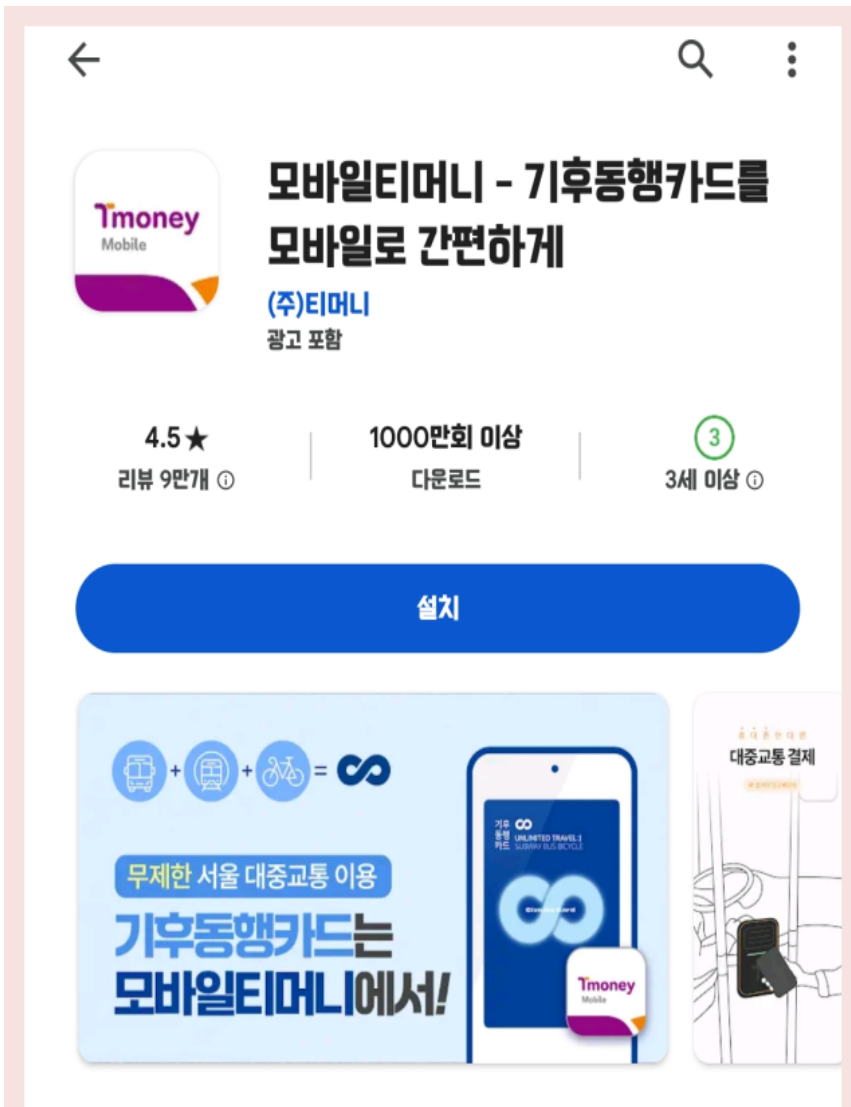 Tmoney
Mobile
모바일티머니 - 기후동행카드를
모바일로 간편하게
(주)티머니
광고 포함
4.5★
리뷰 9만개
1000만회 이상
다운로드
3
3세 이상
설치
+ + =
무제한 서울 대중교통 이용
기후동행카드는
모바일티머니에서!
기후
동행
카드
UNLIMITED TRAVEL:)
SUBWAY BUS BICYCLE
Tmoney
Mobile
대중교통 결제